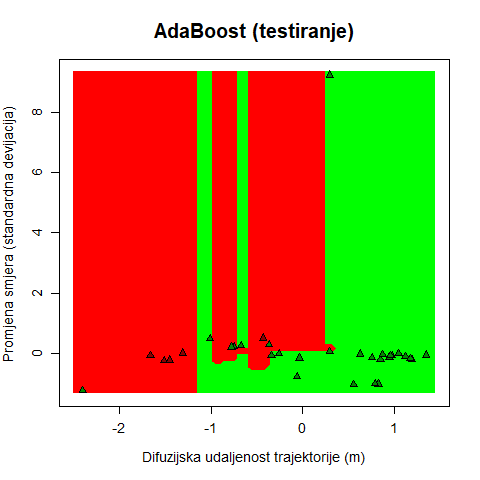 AdaBoost (testiranje)
Promjena smjera (standardna devijacija)
8
6
4
2
0
-2 -1 0 1
Difuzijska udaljenost trajektorije (m)